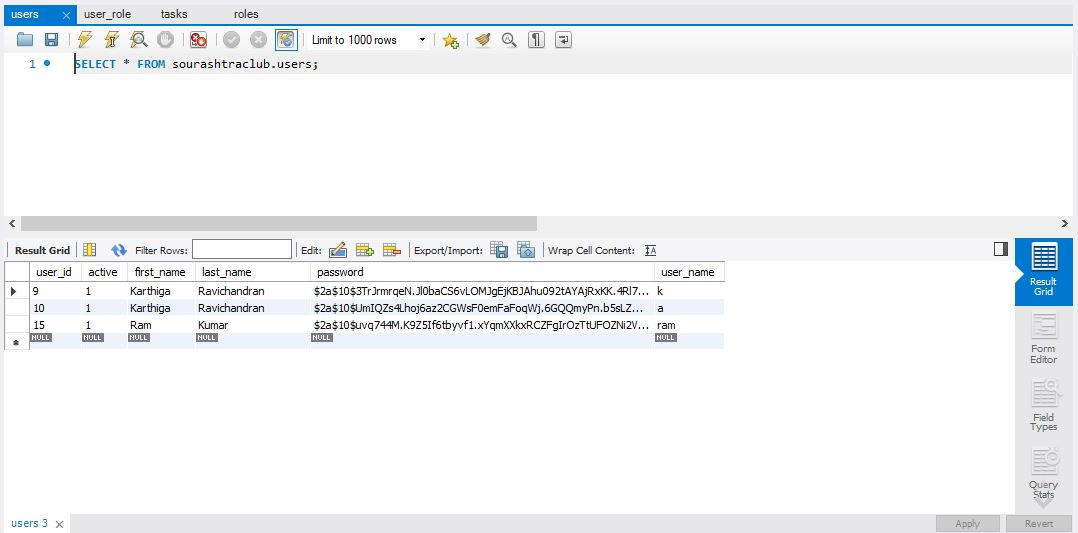 users × user_role tasks roles
Limit to 1000 rows
1 SELECT * FROM sourashtraclub.users;
Result Grid Filter Rows: Edit: Export/Import: Wrap Cell Content:
user_id active first_name last_name password user_name
9 1 Karthiga Ravichandran $2a$10$3TrJrmrqeN.Jl0baCS6vLOMJgEjKBJAhu092tAYAjRxKK.4Rl7... k
10 1 Karthiga Ravichandran $2a$10$UmIQZs4Lhoj6az2CGWsF0emFaFoqWj.6GQQmyPn.b5sLZ... a
15 1 Ram Kumar $2a$10$uvq744M.K9Z5If6tbyvf1.xYqmXXkxRCZFgIrOzTtUFOZNi2V... ram
NULL NULL NULL NULL NULL NULL
Result
Grid
Form
Editor
Field
Types
Query
Stats
users 3 × Apply Revert